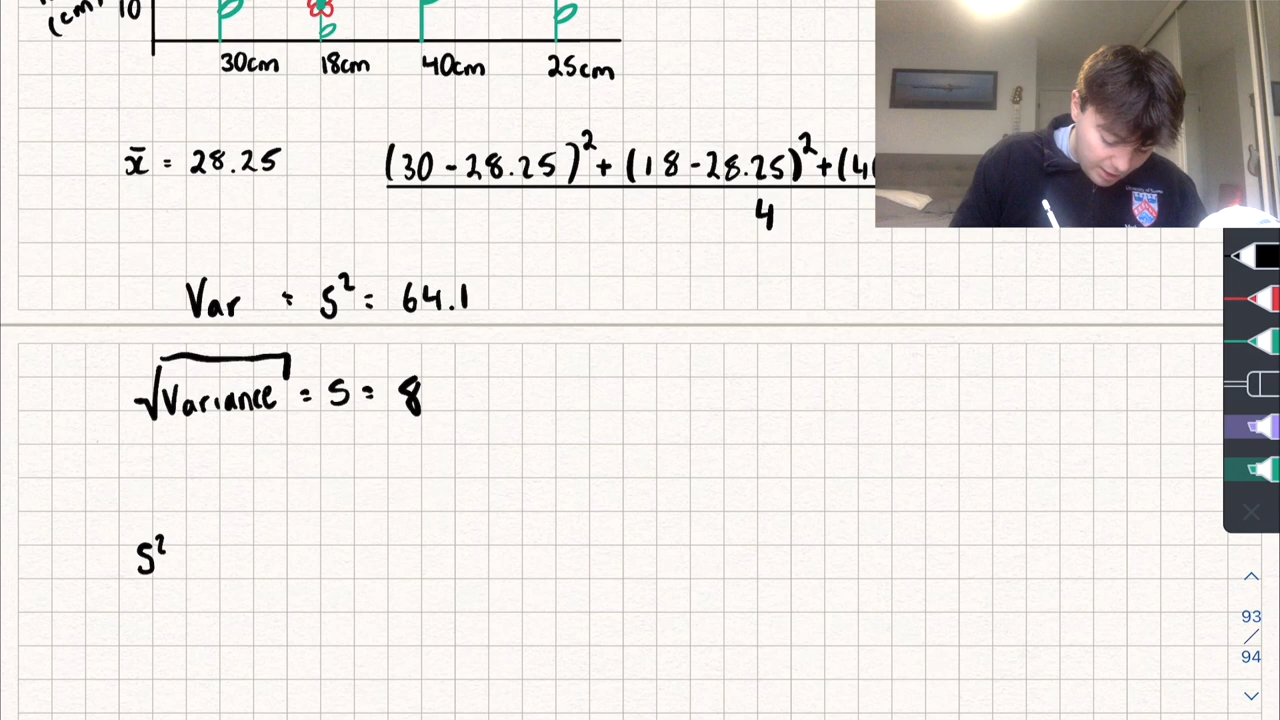 (cm) 10
30cm 18cm 40cm 25cm
x̄ = 28.25 (30 - 28.25)² + (18 - 28.25)² + (4
4
Var = S² = 64.1
√Variance = S = 8
S²
93
/
94